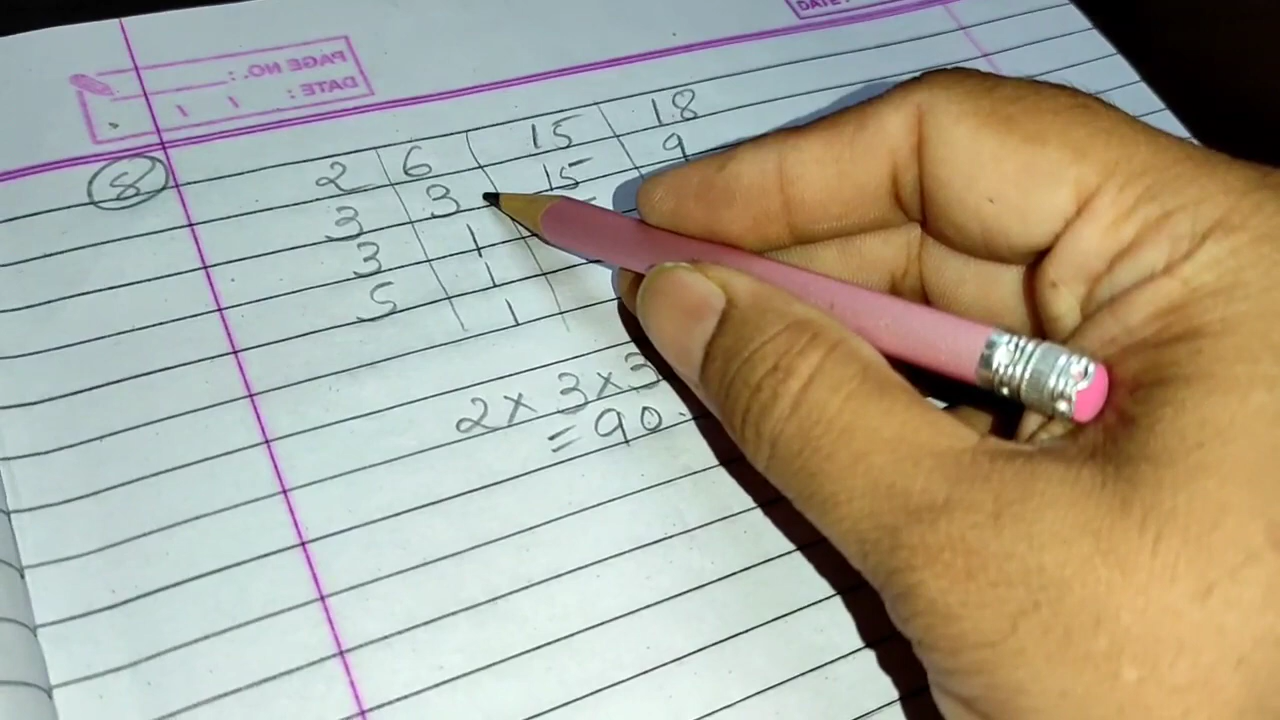 DATE
PAGE NO. :
DATE :
8
2 6 15 18
3 3 15 9
3 1
5 1
1
2 × 3 × 3
= 90